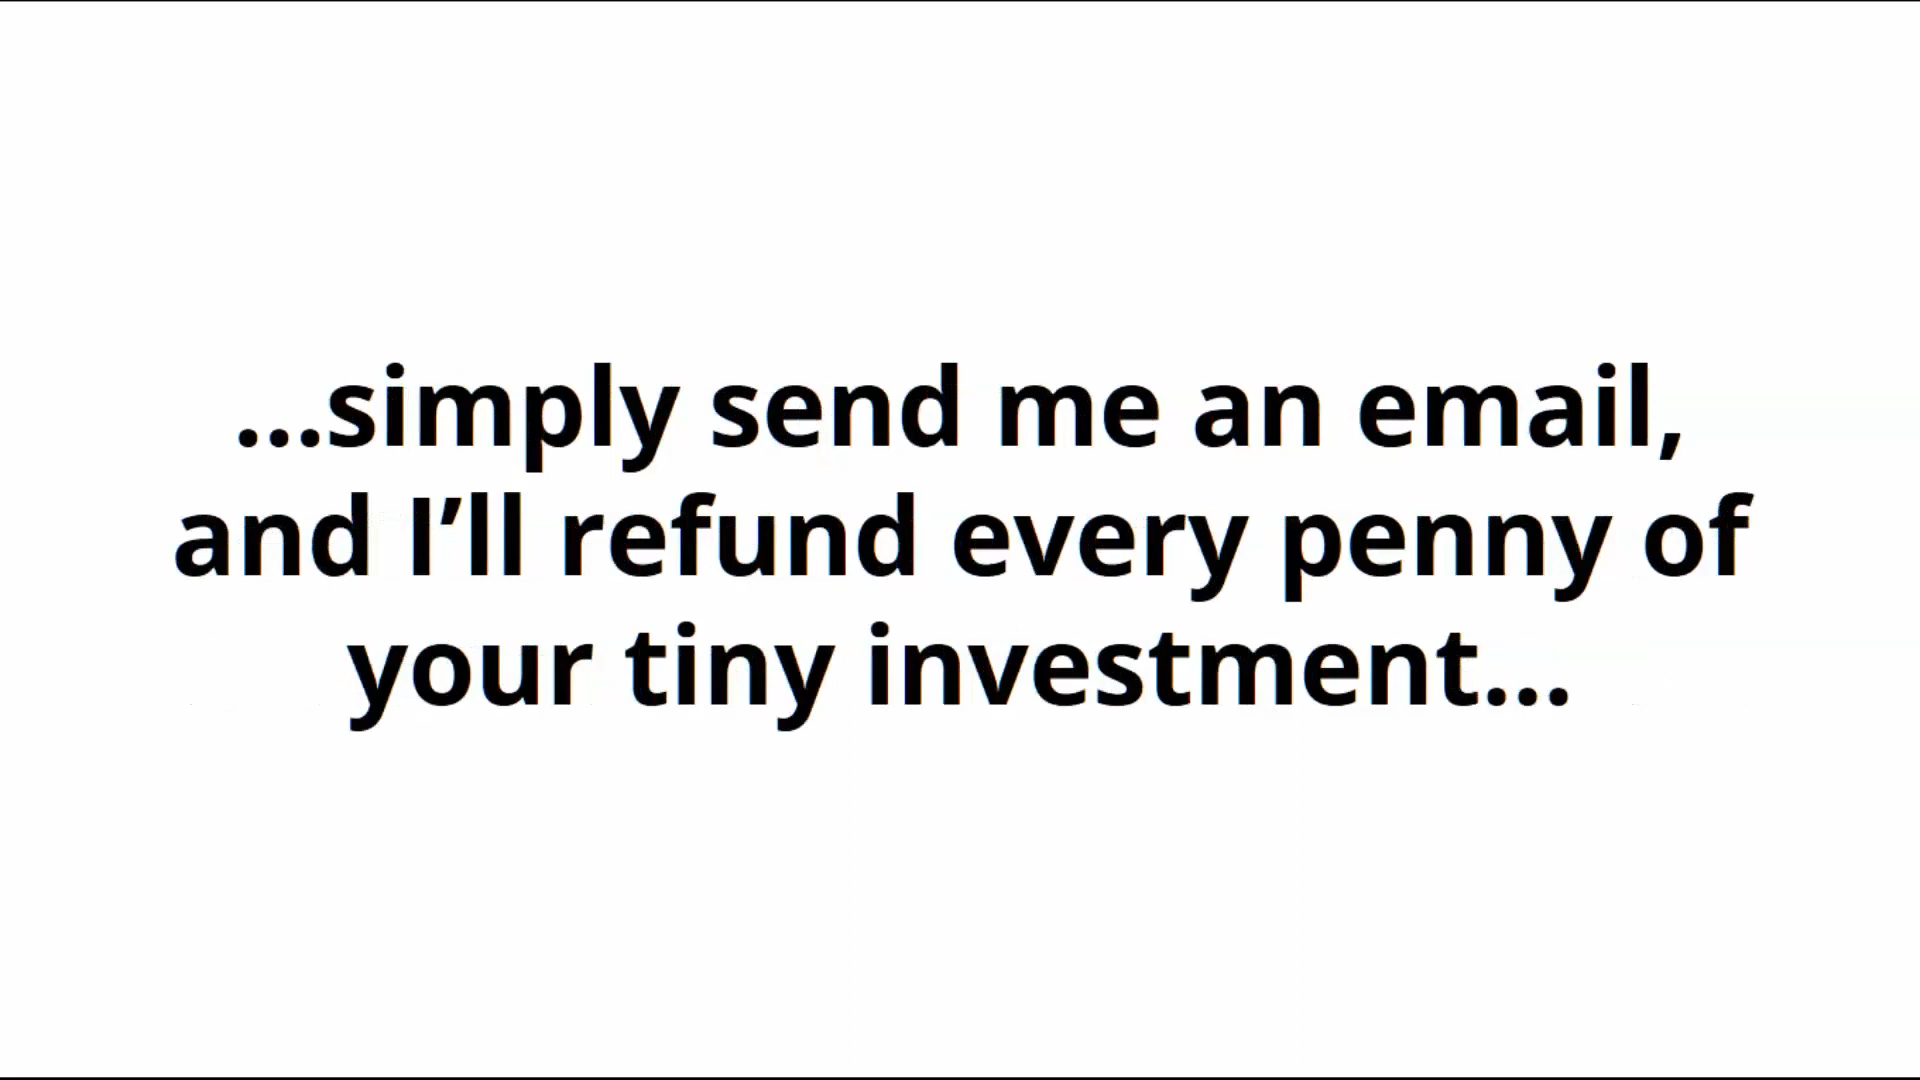 ...simply send me an email,
and I’ll refund every penny of
your tiny investment...